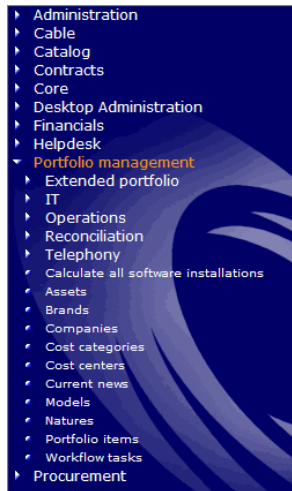 Administration
Cable
Catalog
Contracts
Core
Desktop Administration
Financials
Helpdesk
Portfolio management
Extended portfolio
IT
Operations
Reconciliation
Telephony
Calculate all software installations
Assets
Brands
Companies
Cost categories
Cost centers
Current news
Models
Natures
Portfolio items
Workflow tasks
Procurement